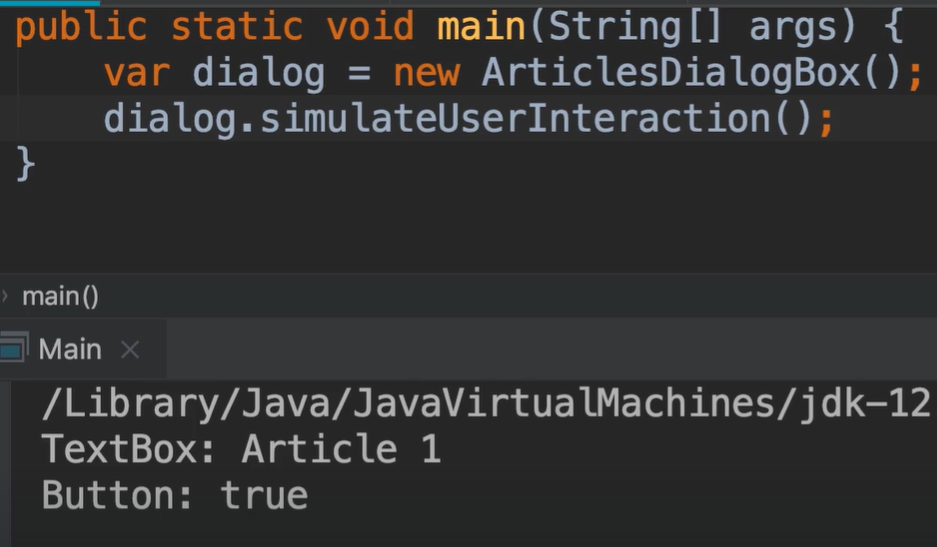 public static void main(String[] args) {
    var dialog = new ArticlesDialogBox();
    dialog.simulateUserInteraction();
}
main()
Main
/Library/Java/JavaVirtualMachines/jdk-12
TextBox: Article 1
Button: true